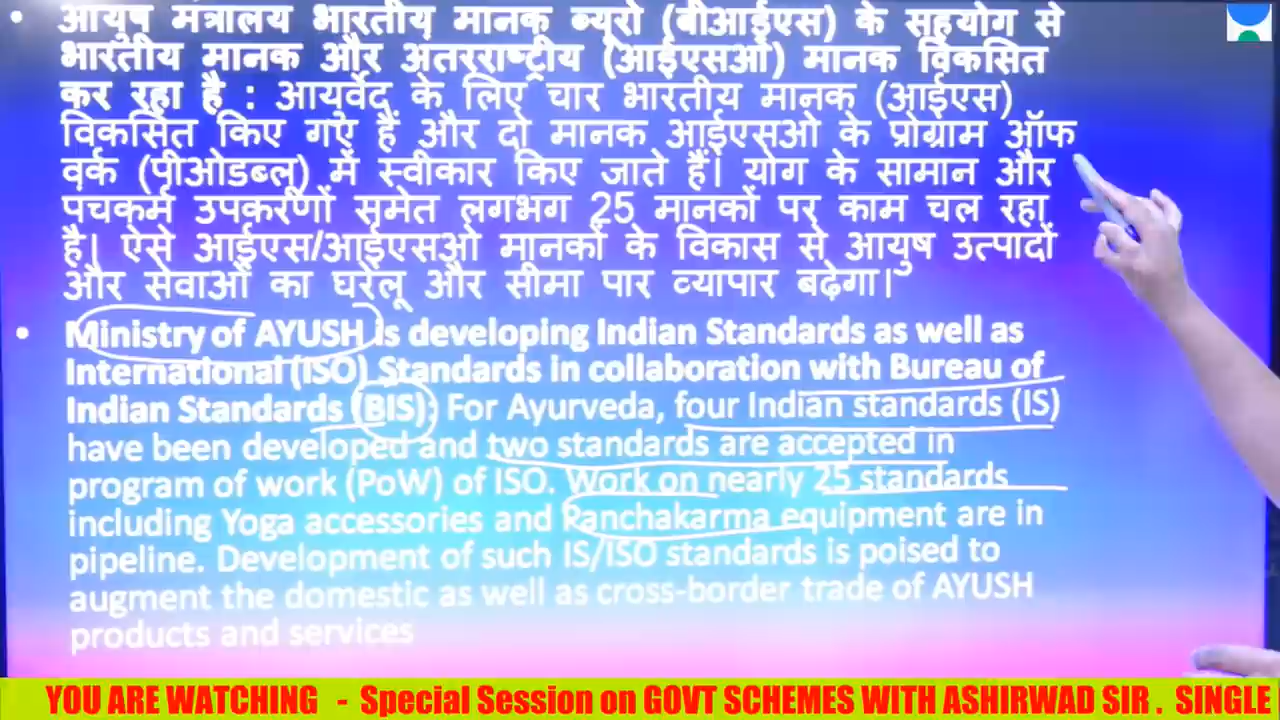 आयुष मंत्रालय भारतीय मानक ब्यूरो (बीआईएस) के सहयोग से
भारतीय मानक और अंतरराष्ट्रीय (आईएसओ) मानक विकसित
कर रहा है : आयुर्वेद के लिए चार भारतीय मानक (आईएस)
विकसित किए गए हैं और दो मानक आईएसओ के प्रोग्राम ऑफ
वर्क (पीओडब्लू) में स्वीकार किए जाते हैं। योग के सामान और
पंचकर्म उपकरणों समेत लगभग 25 मानकों पर काम चल रहा
है। ऐसे आईएस/आईएसओ मानकों के विकास से आयुष उत्पादों
और सेवाओं का घरेलू और सीमा पार व्यापार बढ़ेगा।"
Ministry of AYUSH is developing Indian Standards as well as
International (ISO) Standards in collaboration with Bureau of
Indian Standards (BIS): For Ayurveda, four Indian standards (IS)
have been developed and two standards are accepted in
program of work (PoW) of ISO. Work on nearly 25 standards
including Yoga accessories and Panchakarma equipment are in
pipeline. Development of such IS/ISO standards is poised to
augment the domestic as well as cross-border trade of AYUSH
products and services
YOU ARE WATCHING - Special Session on GOVT SCHEMES WITH ASHIRWAD SIR . SINGLE